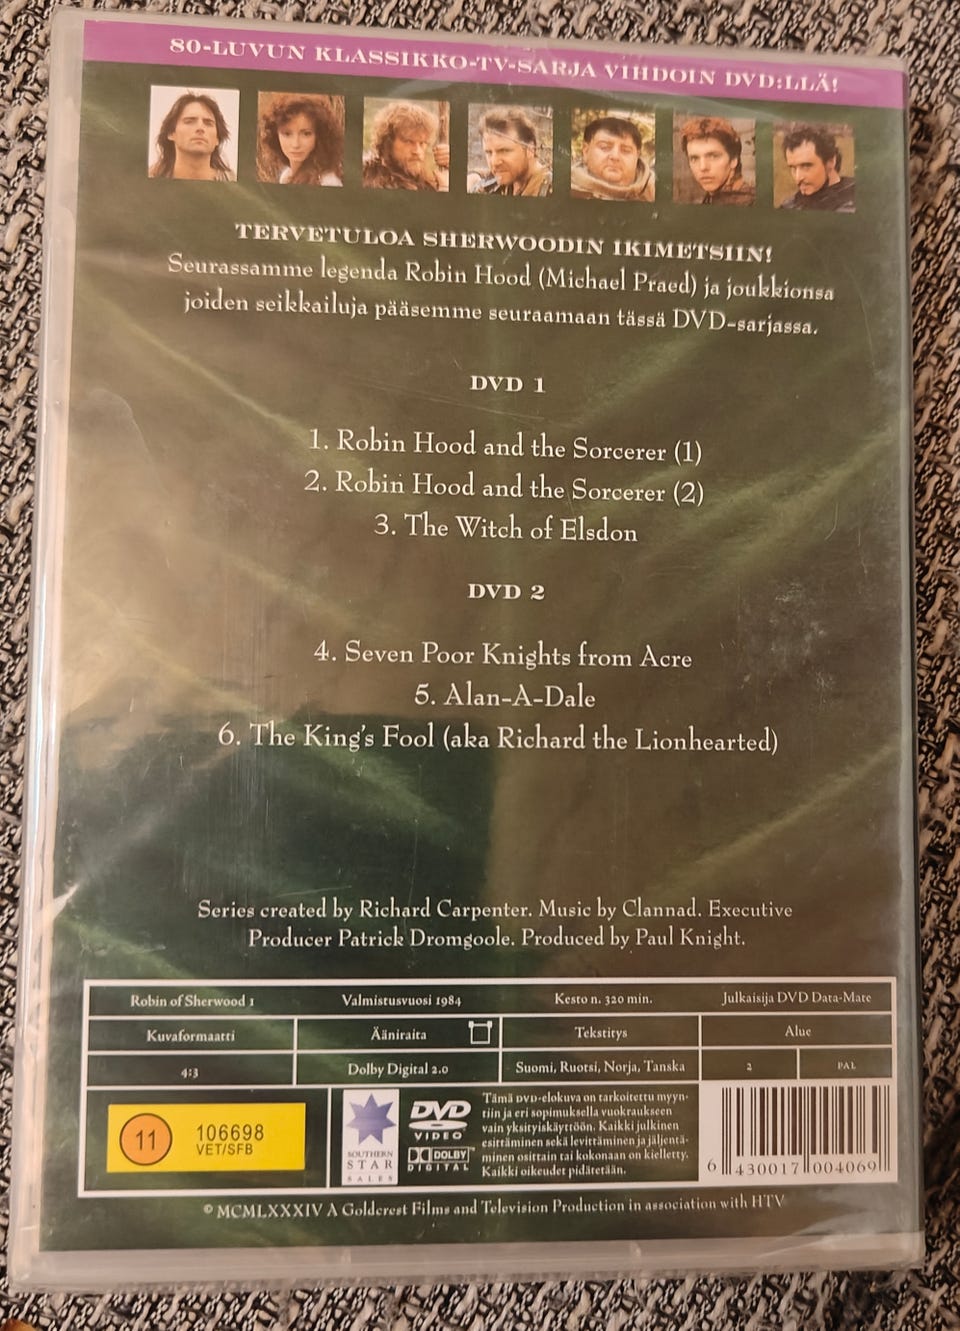 80-LUVUN KLASSIKKO-TV-SARJA VIHDOIN DVD:LLÄ!
TERVETULOA SHERWOODIN IKIMETSIIN!
Seurassamme legenda Robin Hood (Michael Praed) ja joukkionsa
joiden seikkailuja pääsemme seuraamaan tässä DVD-sarjassa.
DVD 1
1. Robin Hood and the Sorcerer (1)
2. Robin Hood and the Sorcerer (2)
3. The Witch of Elsdon
DVD 2
4. Seven Poor Knights from Acre
5. Alan-A-Dale
6. The King's Fool (aka Richard the Lionhearted)
Series created by Richard Carpenter. Music by Clannad. Executive
Producer Patrick Dromgoole. Produced by Paul Knight.
Robin of Sherwood 1 Valmistusvuosi 1984 Kesto n. 320 min. Julkaisija DVD Data-Mate
Kuvaformaatti Ääniraita Tekstitys Alue
4:3 Dolby Digital 2.0 Suomi, Ruotsi, Norja, Tanska 2 PAL
11 106698
VET/SFB
SOUTHERN
STAR
SALES
DVD
VIDEO
DOLBY
DIGITAL
Tämä DVD-elokuva on tarkoitettu myyn-
tiin ja eri sopimuksella vuokraukseen
vain yksityiskäyttöön. Kaikki julkinen
esittäminen sekä levittäminen ja jäljentä-
minen osittain tai kokonaan on kielletty.
Kaikki oikeudet pidätetään.
6 430017 004069
© MCMLXXXIV A Goldcrest Films and Television Production in association with HTV